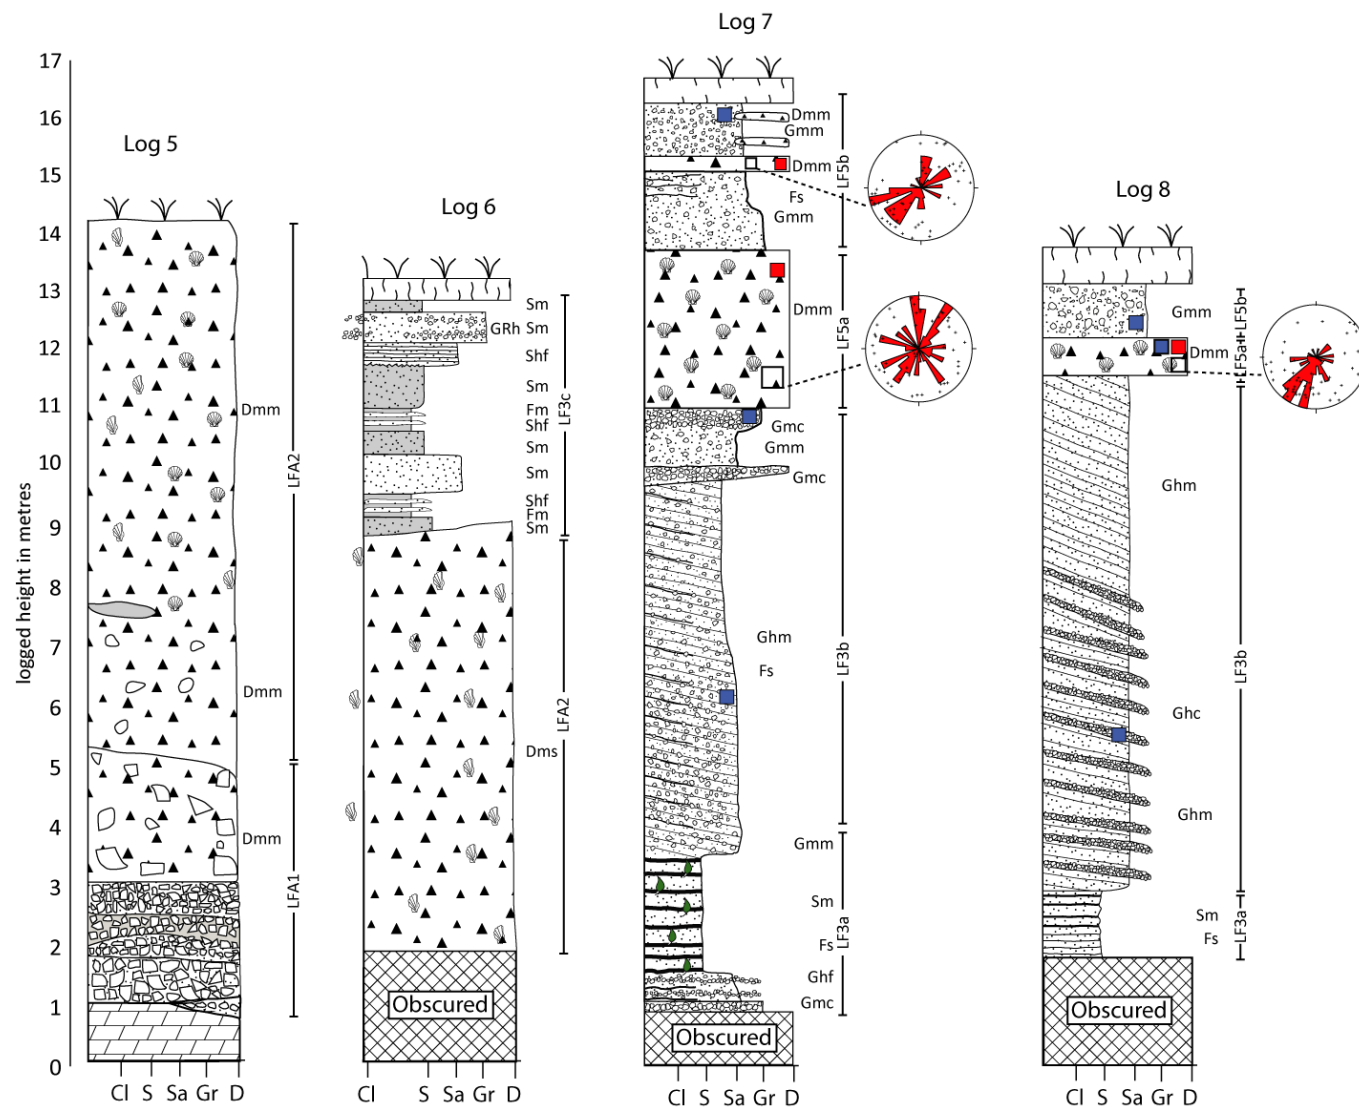 Log 7
17
16
Log 5
15
14
13
12
11
10
9
8
7
6
5
4
3
2
1
0
logged height in metres
Dmm
Dmm
Dmm
LFA2
LFA1
Cl S Sa Gr D
Log 6
Sm
GRh Sm
Shf
Sm
Fm
Shf
Sm
Sm
Shf
Fm
Sm
LF3c
Dms
LFA2
Obscured
Cl S Sa Gr D
Dmm
Gmm
Dmm
Fs
Gmm
LF5b
Dmm
LF5a
Gmc
Gmm
Gmc
Ghm
Fs
LF3b
Gmm
Sm
Fs
LF3a
Ghf
Gmc
Obscured
Cl S Sa Gr D
Log 8
Gmm
LF5b
Dmm
LF5a
Ghm
LF3b
Ghc
Ghm
Sm
Fs
LF3a
Obscured
Cl S Sa Gr D